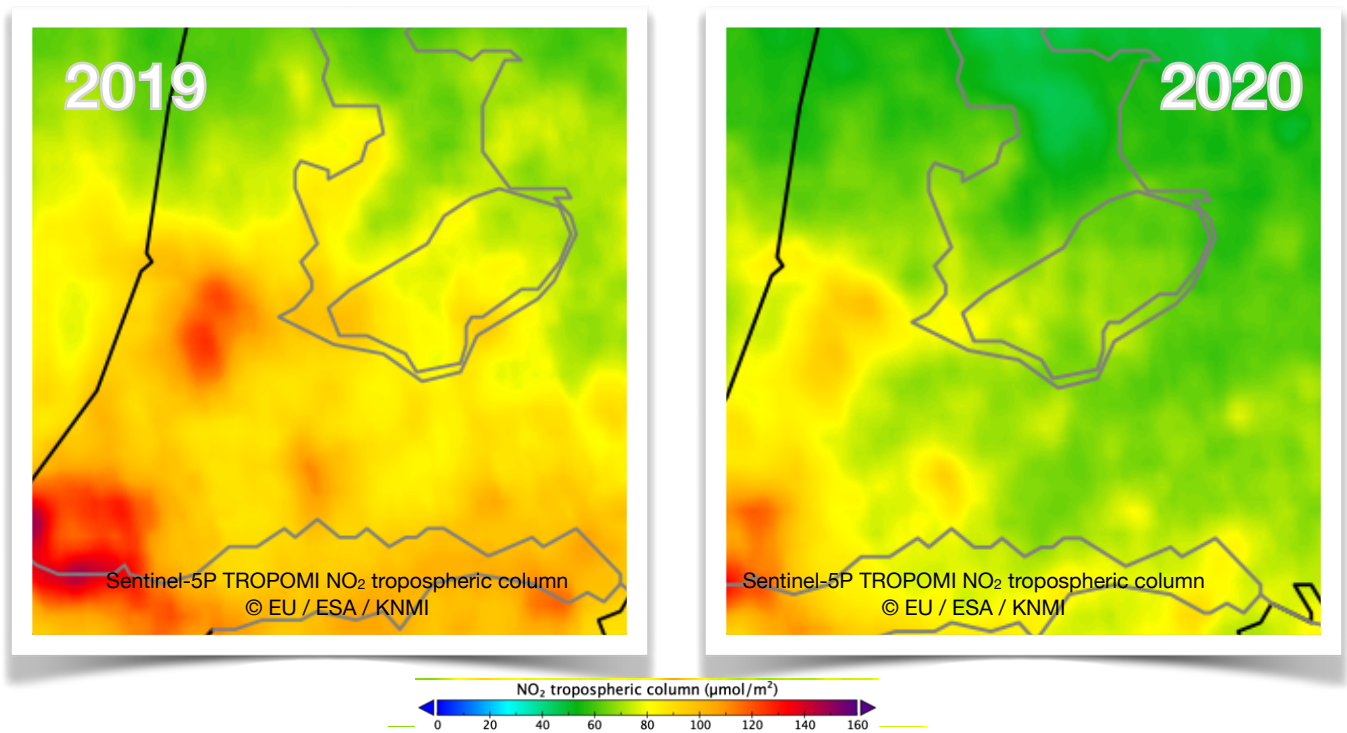 2019
2020
Sentinel-5P TROPOMI NO₂ tropospheric column
© EU / ESA / KNMI
Sentinel-5P TROPOMI NO₂ tropospheric column
© EU / ESA / KNMI
NO₂ tropospheric column (µmol/m²)
0 20 40 60 80 100 120 140 160